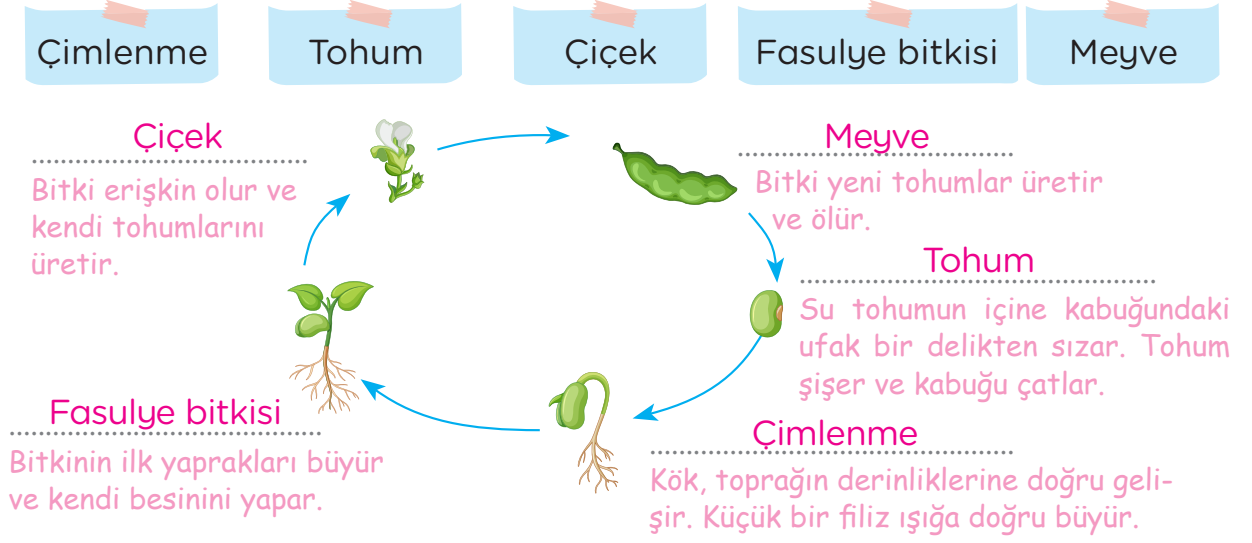 Çimlenme
Tohum
Çiçek
Fasulye bitkisi
Meyve
Çiçek
Bitki erişkin olur ve
kendi tohumlarını
üretir.
Meyve
Bitki yeni tohumlar üretir
ve ölür.
Tohum
Su tohumun içine kabuğundaki
ufak bir delikten sızar. Tohum
şişer ve kabuğu çatlar.
Çimlenme
Kök, toprağın derinliklerine doğru geli-
şir. Küçük bir filiz ışığa doğru büyür.
Fasulye bitkisi
Bitkinin ilk yaprakları büyür
ve kendi besinini yapar.